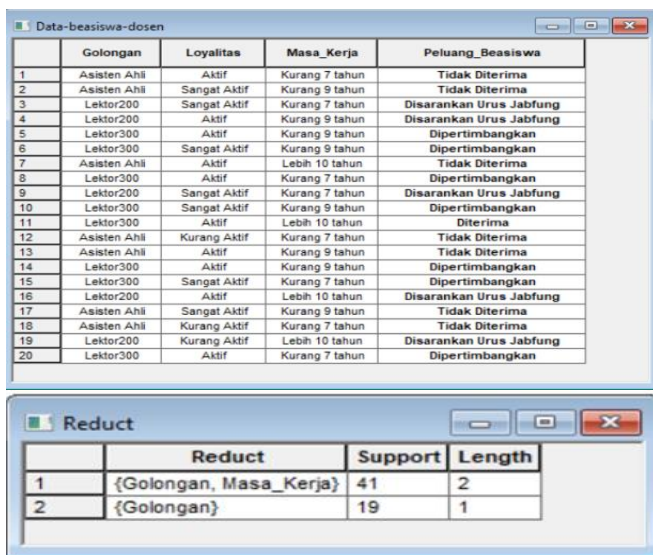 Data-beasiswa-dosen
Golongan Loyalitas Masa_Kerja Peluang_Beasiswa
1 Asisten Ahli Aktif Kurang 7 tahun Tidak Diterima
2 Asisten Ahli Sangat Aktif Kurang 9 tahun Tidak Diterima
3 Lektor200 Sangat Aktif Kurang 7 tahun Disarankan Urus Jabfung
4 Lektor200 Aktif Kurang 9 tahun Disarankan Urus Jabfung
5 Lektor300 Aktif Kurang 9 tahun Dipertimbangkan
6 Lektor300 Sangat Aktif Kurang 9 tahun Dipertimbangkan
7 Asisten Ahli Aktif Lebih 10 tahun Tidak Diterima
8 Lektor300 Aktif Kurang 7 tahun Dipertimbangkan
9 Lektor200 Sangat Aktif Kurang 7 tahun Disarankan Urus Jabfung
10 Lektor300 Sangat Aktif Kurang 9 tahun Dipertimbangkan
11 Lektor300 Aktif Lebih 10 tahun Diterima
12 Asisten Ahli Kurang Aktif Kurang 7 tahun Tidak Diterima
13 Asisten Ahli Aktif Kurang 9 tahun Tidak Diterima
14 Lektor300 Aktif Kurang 9 tahun Dipertimbangkan
15 Lektor300 Sangat Aktif Kurang 7 tahun Dipertimbangkan
16 Lektor200 Aktif Lebih 10 tahun Disarankan Urus Jabfung
17 Asisten Ahli Sangat Aktif Kurang 9 tahun Tidak Diterima
18 Asisten Ahli Kurang Aktif Kurang 7 tahun Tidak Diterima
19 Lektor200 Kurang Aktif Lebih 10 tahun Disarankan Urus Jabfung
20 Lektor300 Aktif Kurang 7 tahun Dipertimbangkan
Reduct
Reduct Support Length
1 {Golongan, Masa_Kerja} 41 2
2 {Golongan} 19 1